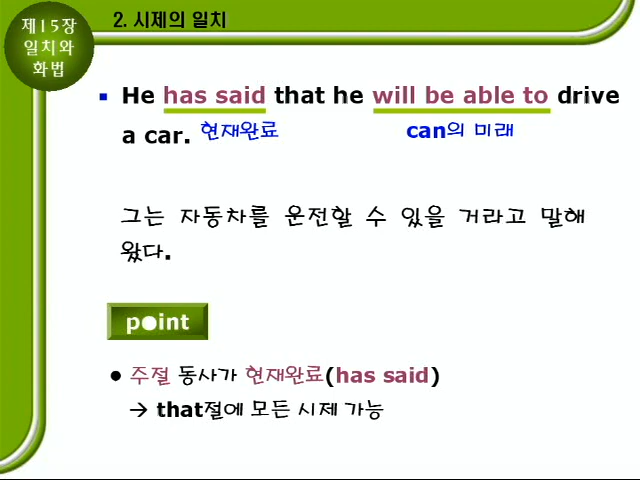 제15장
일치와
화법
2. 시제의 일치
▪ He has said that he will be able to drive
a car. 현재완료 can의 미래
그는 자동차를 운전할 수 있을 거라고 말해
왔다.
point
● 주절 동사가 현재완료(has said)
→ that절에 모든 시제 가능